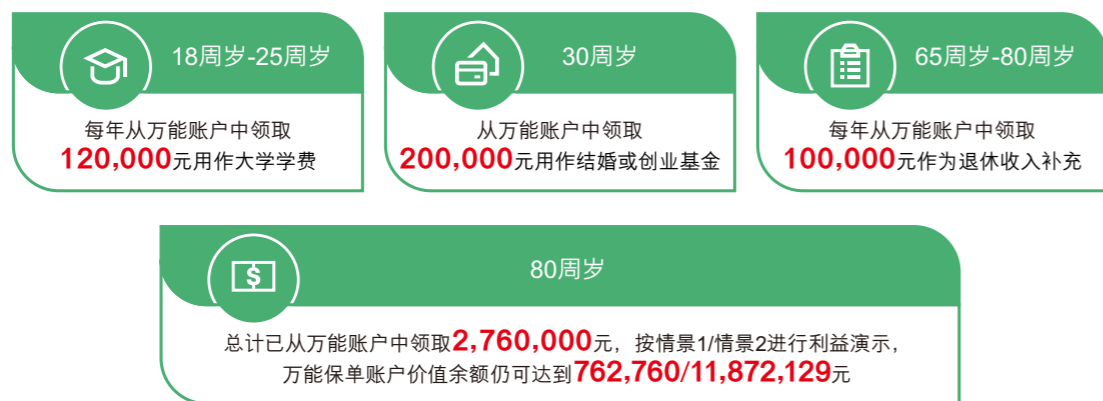 18周岁-25周岁
每年从万能账户中领取
120,000元用作大学学费
30周岁
从万能账户中领取
200,000元用作结婚或创业基金
65周岁-80周岁
每年从万能账户中领取
100,000元作为退休收入补充
$
80周岁
总计已从万能账户中领取2,760,000元，按情景1/情景2进行利益演示，
万能保单账户价值余额仍可达到762,760/11,872,129元